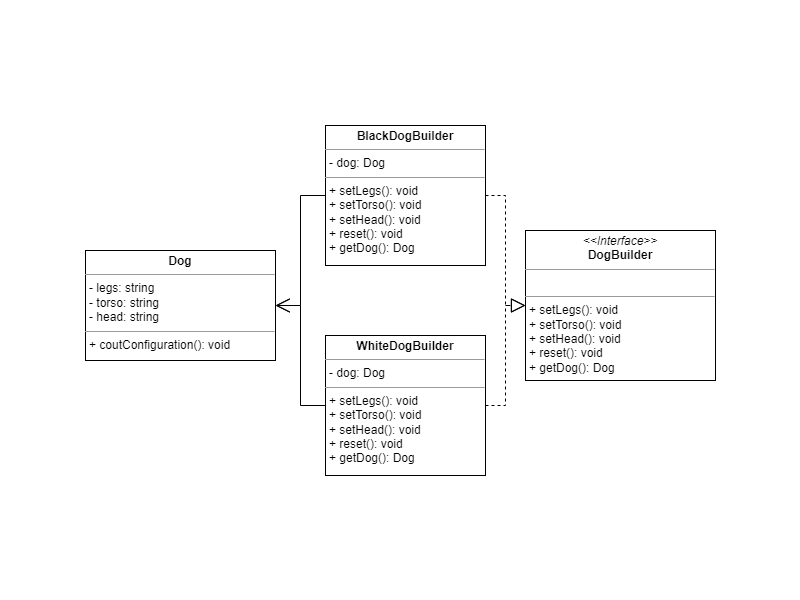 BlackDogBuilder
- dog: Dog
+ setLegs(): void
+ setTorso(): void
+ setHead(): void
+ reset(): void
+ getDog(): Dog
Dog
- legs: string
- torso: string
- head: string
+ coutConfiguration(): void
<<Interface>>
DogBuilder
+ setLegs(): void
+ setTorso(): void
+ setHead(): void
+ reset(): void
+ getDog(): Dog
WhiteDogBuilder
- dog: Dog
+ setLegs(): void
+ setTorso(): void
+ setHead(): void
+ reset(): void
+ getDog(): Dog